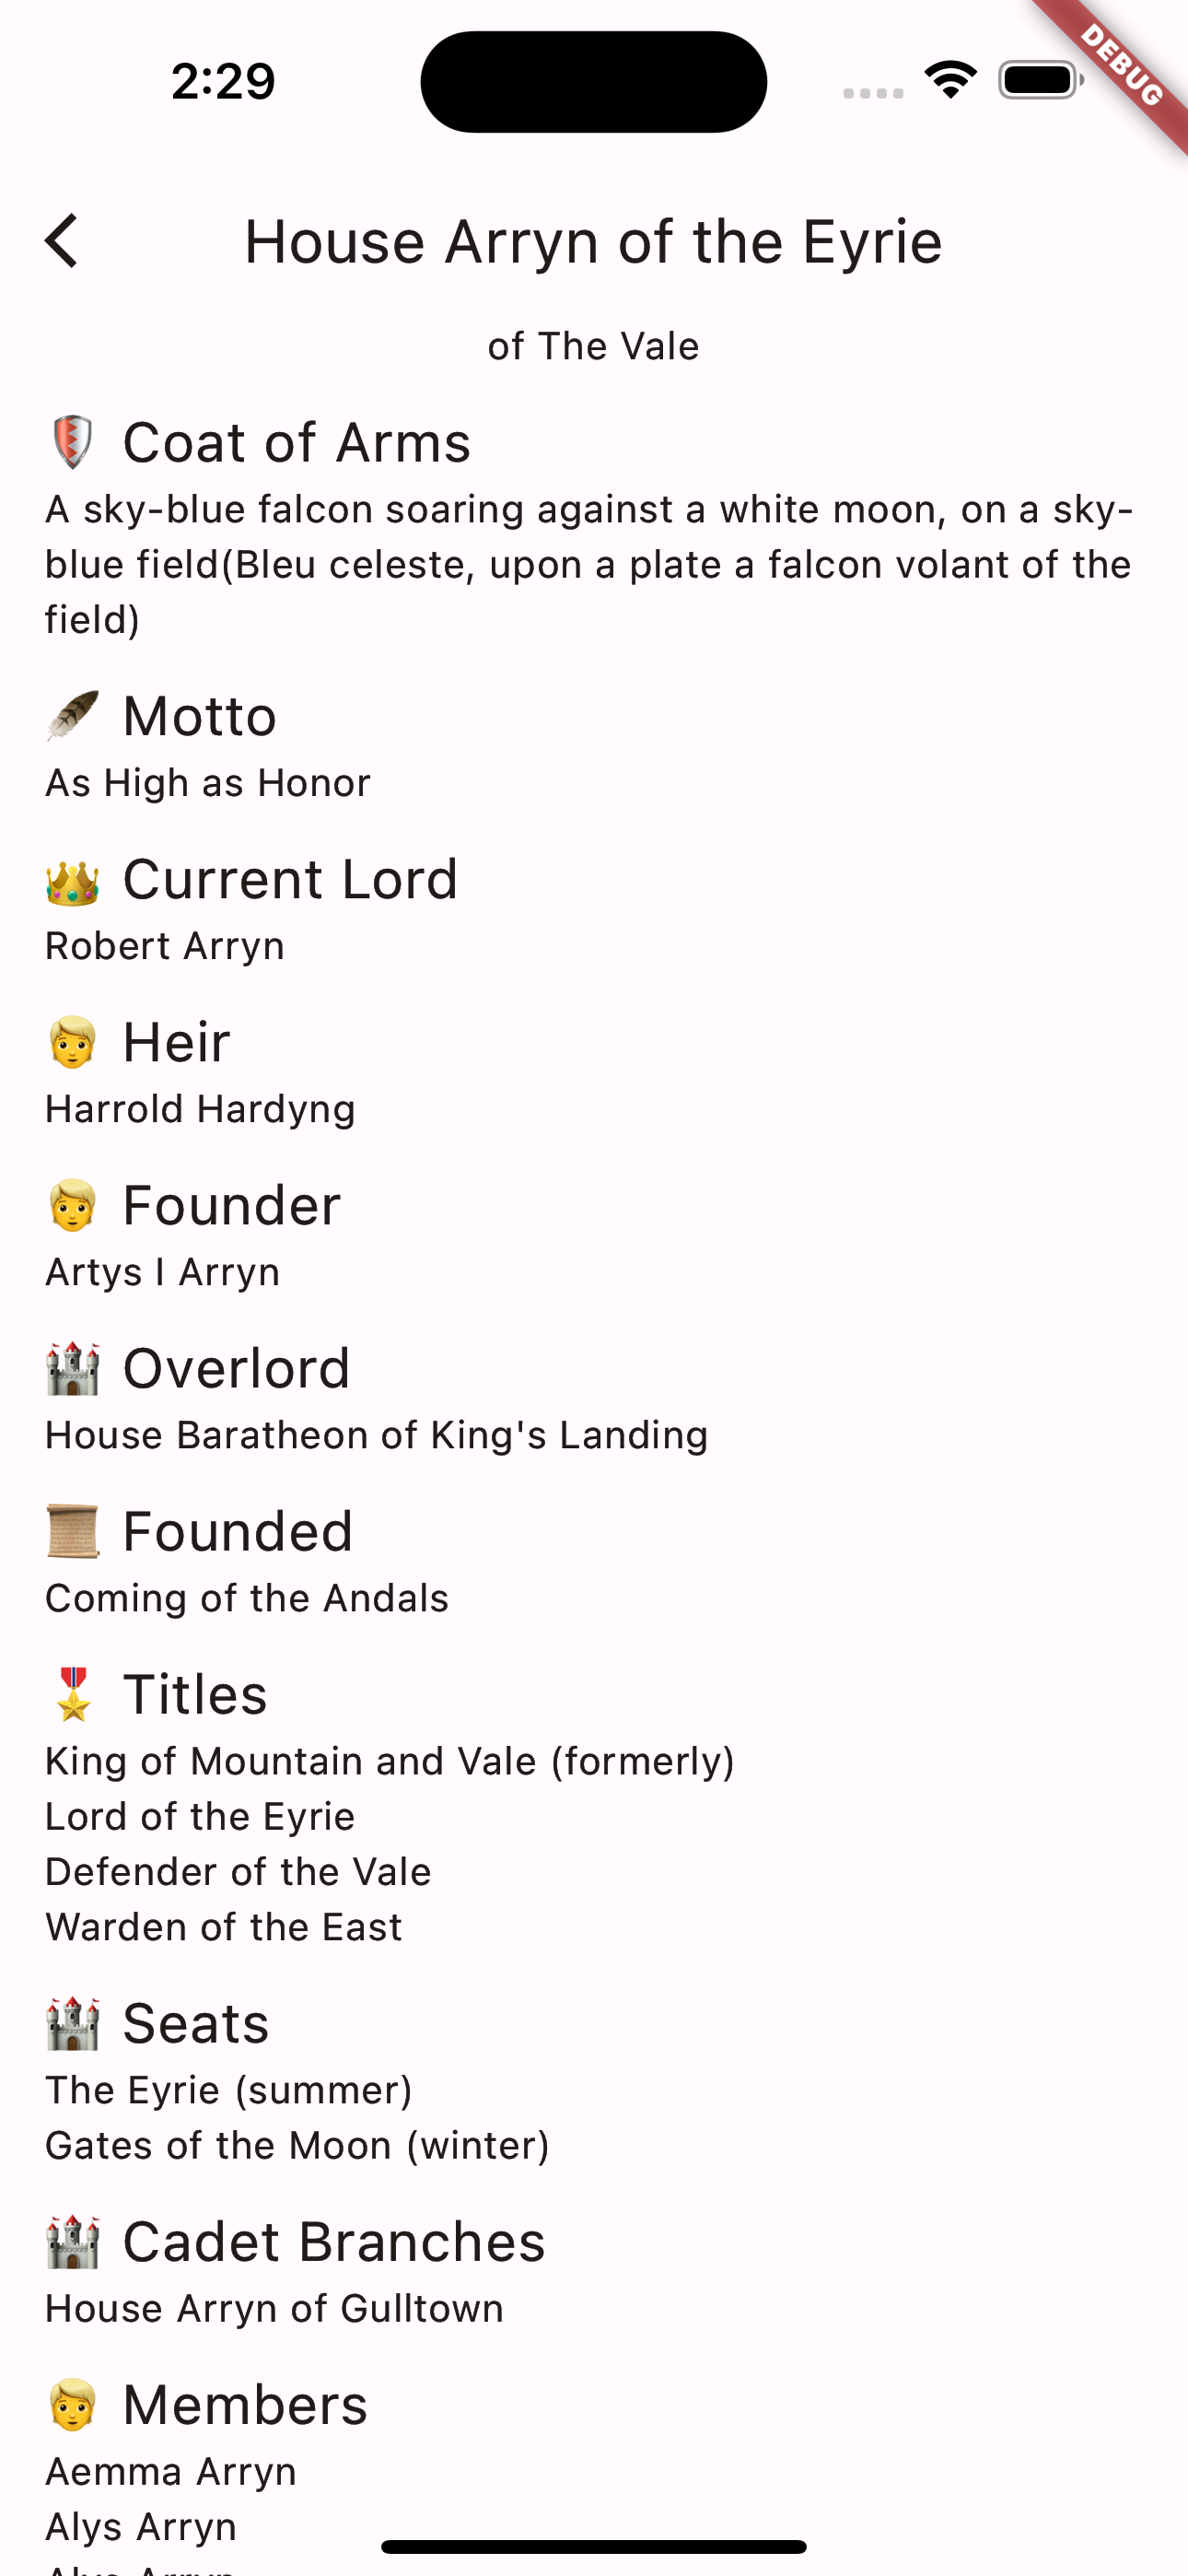 2:29
DEBUG
House Arryn of the Eyrie
of The Vale
Coat of Arms
A sky-blue falcon soaring against a white moon, on a sky-
blue field(Bleu celeste, upon a plate a falcon volant of the
field)
Motto
As High as Honor
Current Lord
Robert Arryn
Heir
Harrold Hardyng
Founder
Artys I Arryn
Overlord
House Baratheon of King's Landing
Founded
Coming of the Andals
Titles
King of Mountain and Vale (formerly)
Lord of the Eyrie
Defender of the Vale
Warden of the East
Seats
The Eyrie (summer)
Gates of the Moon (winter)
Cadet Branches
House Arryn of Gulltown
Members
Aemma Arryn
Alys Arryn